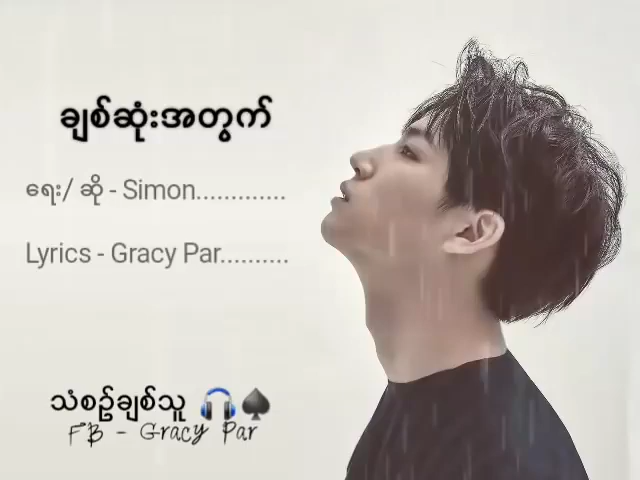 ချစ်ဆုံးအတွက်
ရေး/ ဆို - Simon.............
Lyrics - Gracy Par..........
သံစဥ်ချစ်သူ 🎧♠
FB - Gracy Par